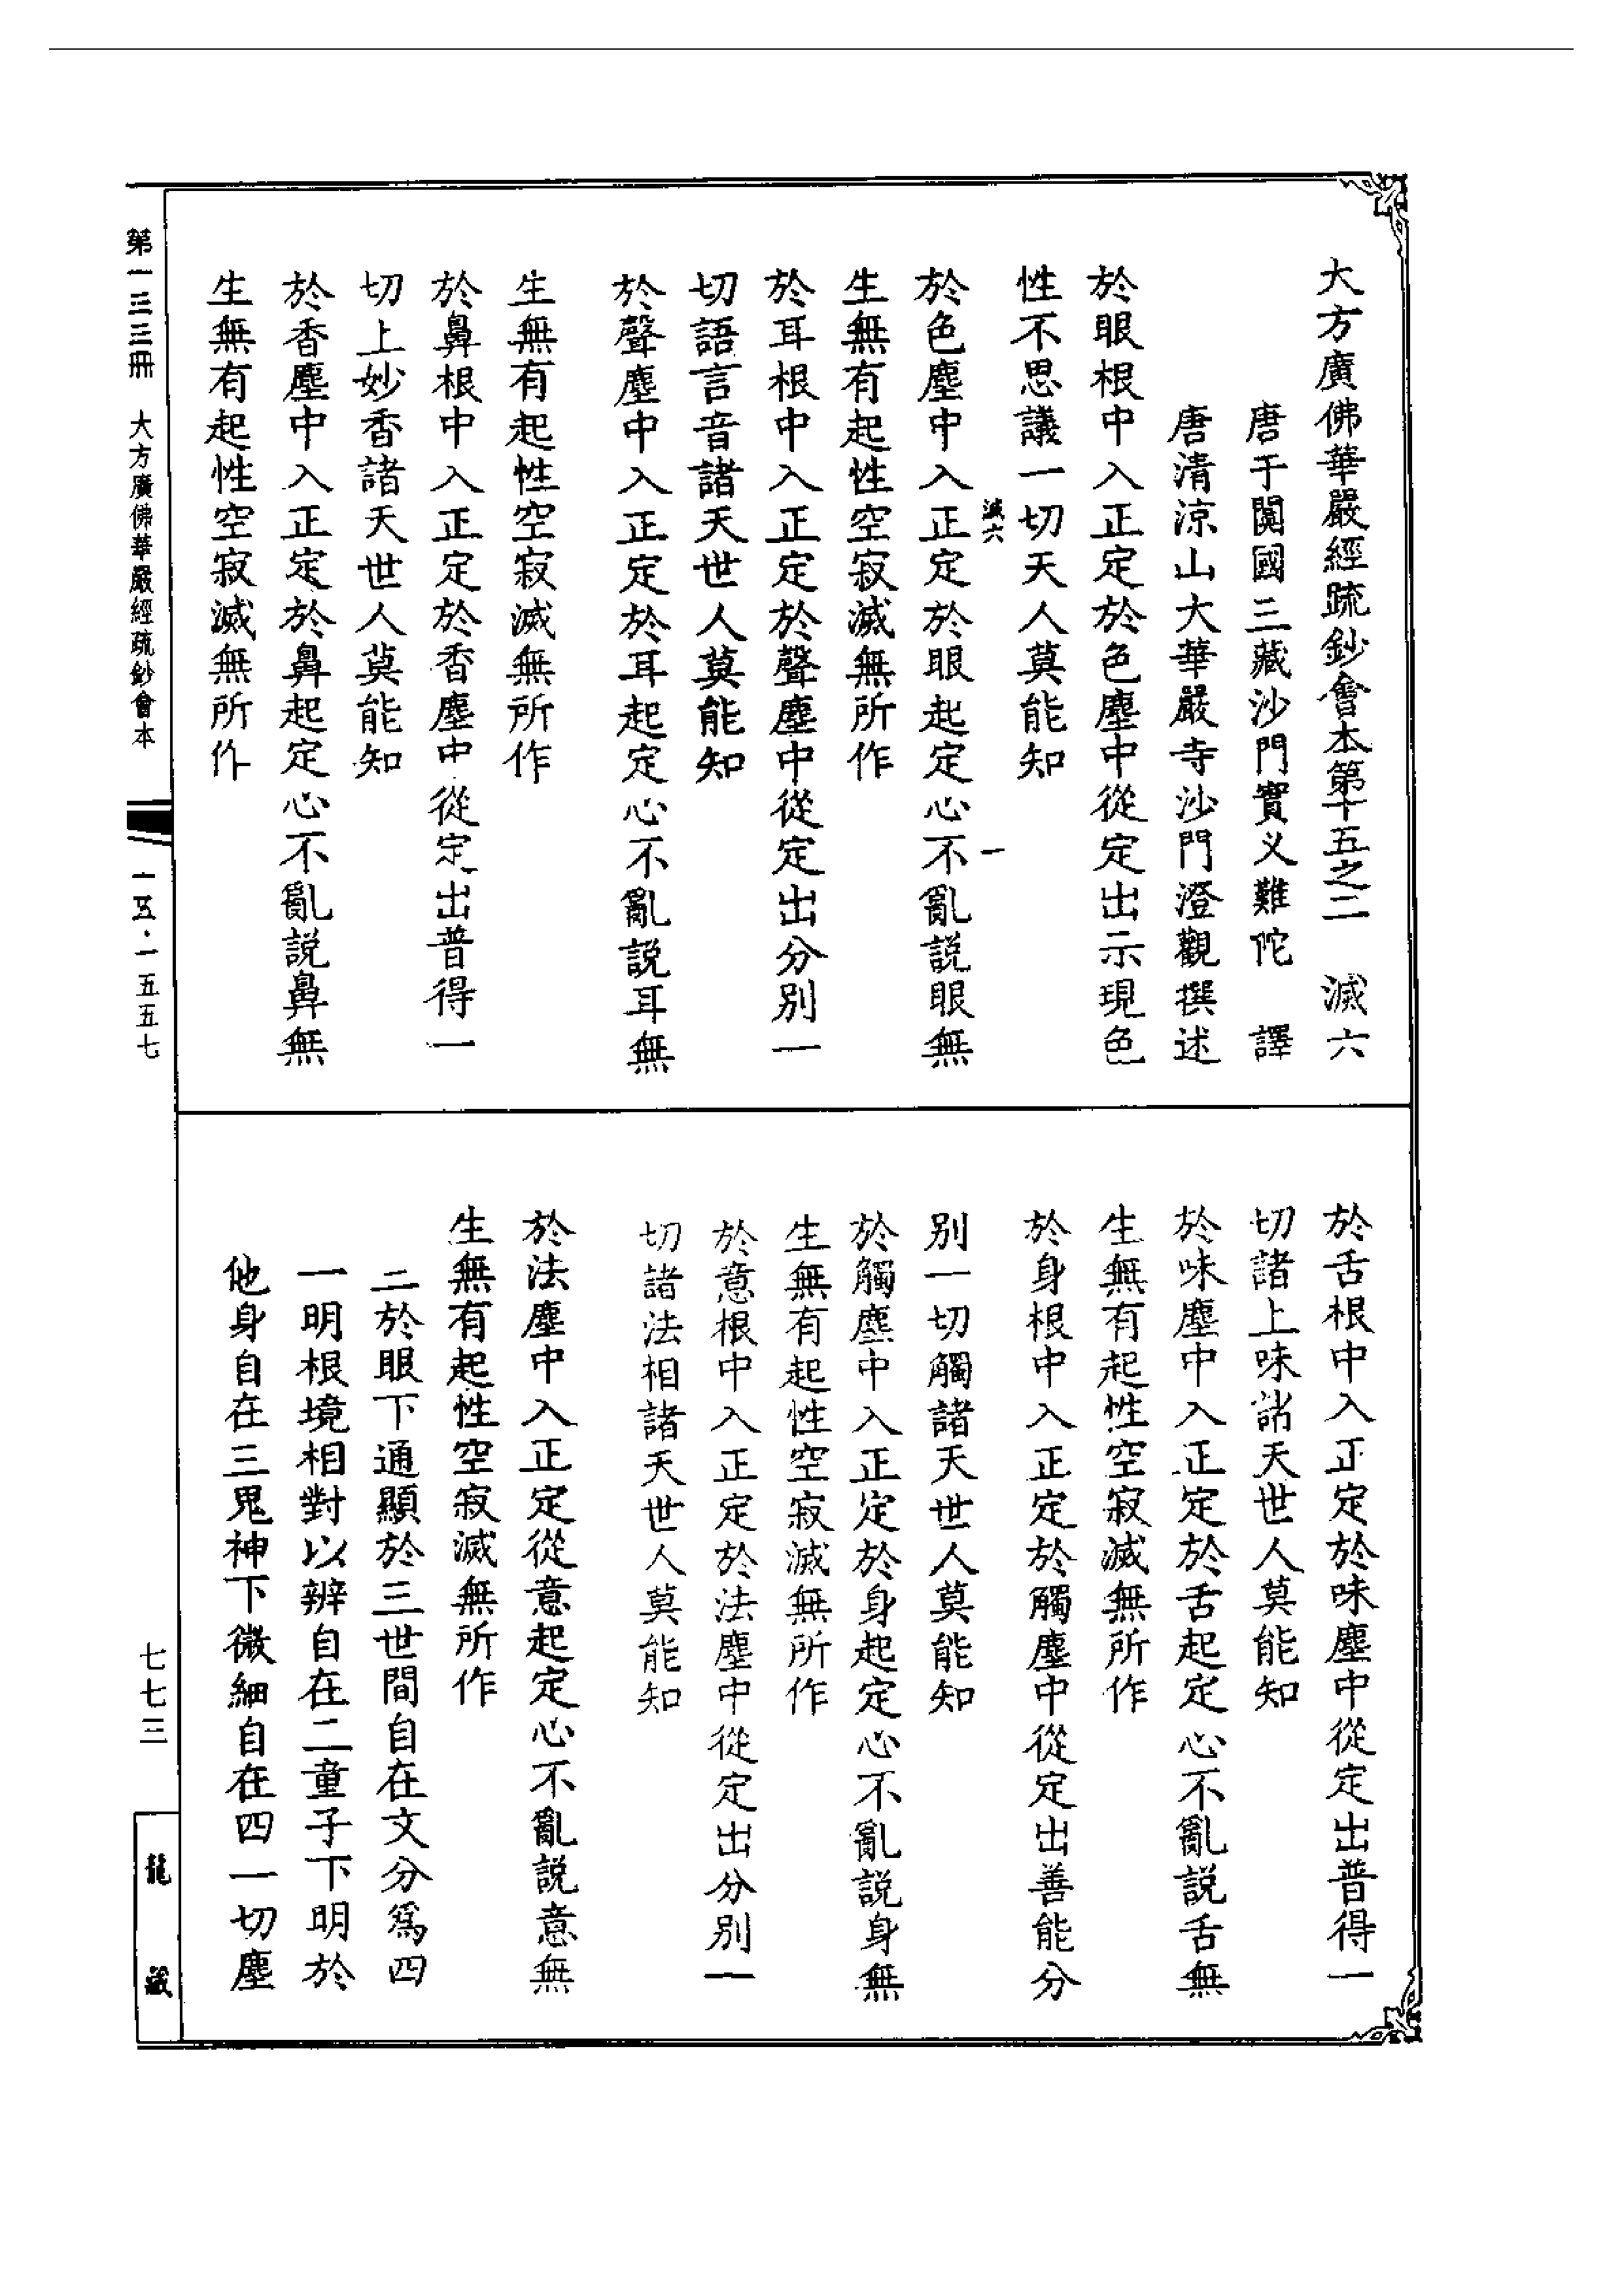 大方廣佛華嚴經疏鈔會本第十五之二　滅六
唐于闐國三藏沙門實叉難陀　譯
唐清涼山大華嚴寺沙門澄觀撰述
於眼根中入正定於色塵中從定出示現色
性不思議一切天人莫能知
滅六　一
於色塵中入正定於眼起定心不亂説眼無
生無有起性空寂滅無所作
於耳根中入正定於聲塵中從定出分別一
切語言音諸天世人莫能知
於聲塵中入正定於耳起定心不亂説耳無
生無有起性空寂滅無所作
於鼻根中入正定於香塵中從定出普得一
切上妙香諸天世人莫能知
於香塵中入正定於鼻起定心不亂説鼻無
生無有起性空寂滅無所作
於舌根中入正定於味塵中從定出普得一
切諸上味諸天世人莫能知
於味塵中入正定於舌起定心不亂説舌無
生無有起性空寂滅無所作
於身根中入正定於觸塵中從定出善能分
別一切觸諸天世人莫能知
於觸塵中入正定於身起定心不亂説身無
生無有起性空寂滅無所作
於意根中入正定於法塵中從定出分別一
切諸法相諸天世人莫能知
於法塵中入正定從意起定心不亂説意無
生無有起性空寂滅無所作
二於眼下通顯於三世間自在文分爲四
一明根境相對以辨自在二童子下明於
他身自在三鬼神下微細自在四一切塵
第一三三冊　大方廣佛華嚴經疏鈔會本
一五·一五五七
七七三
龍藏